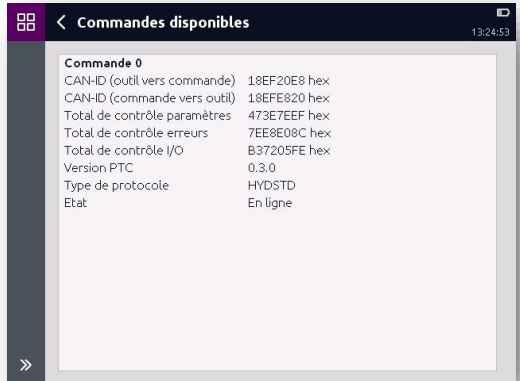 Commandes disponibles
13:24:53
Commande 0
CAN-ID (outil vers commande) 18EF20E8 hex
CAN-ID (commande vers outil) 18EFE820 hex
Total de contrôle paramètres 473E7EEF hex
Total de contrôle erreurs 7EE8E08C hex
Total de contrôle I/O B37205FE hex
Version PTC 0.3.0
Type de protocole HYDSTD
Etat En ligne